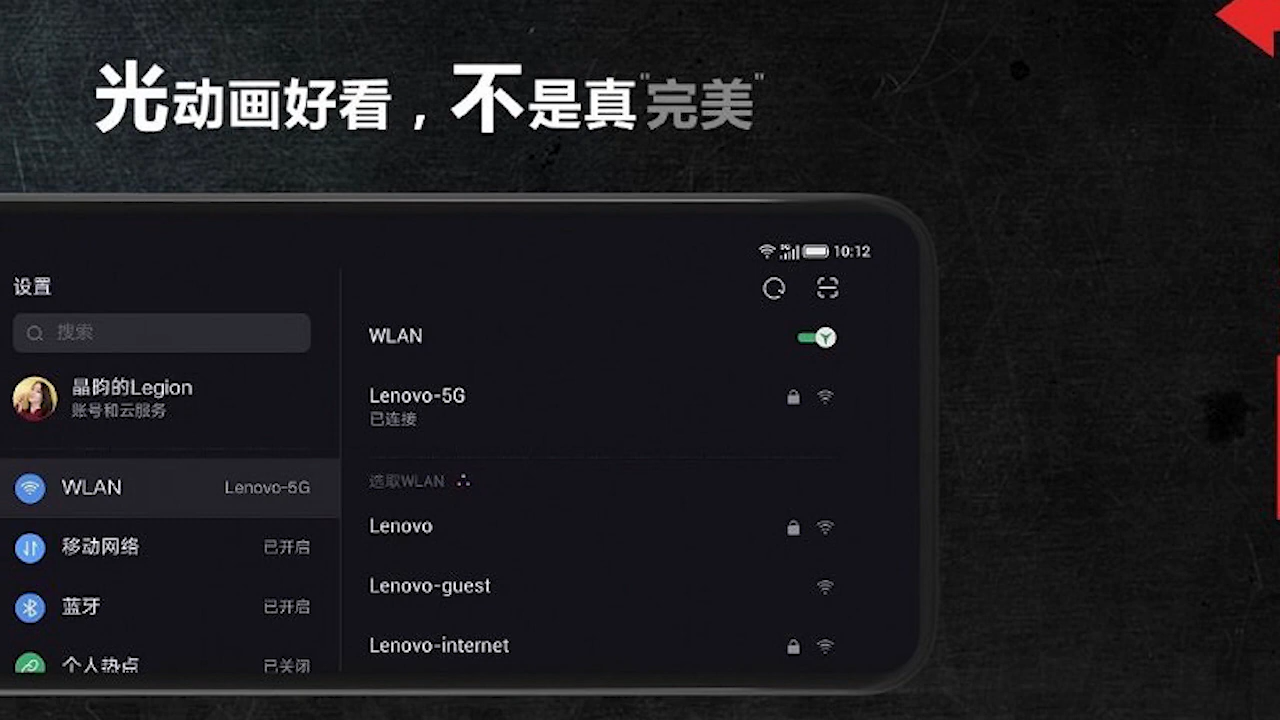 光动画好看，不是真"完美"
10:12
设置
搜索
WLAN
晶昀的Legion
Lenovo-5G
账号和云服务
已连接
选取WLAN
WLAN Lenovo-5G
Lenovo
移动网络 已开启
Lenovo-guest
蓝牙 已开启
Lenovo-internet
个人热点 已关闭